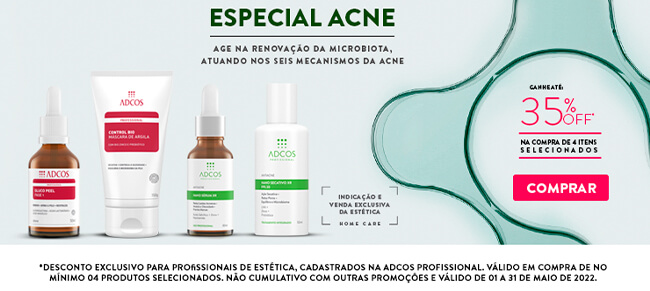 ESPECIAL ACNE
AGE NA RENOVAÇÃO DA MICROBIOTA,
ATUANDO NOS SEIS MECANISMOS DA ACNE
GANHE ATÉ:
35%
OFF*
NA COMPRA DE 4 ITENS
SELECIONADOS
COMPRAR
ADCOS
PROFESSIONAL
CONTROL BIO
MÁSCARA DE ARGILA
ADCOS
ADCOS
ADCOS
INDICAÇÃO E
VENDA EXCLUSIVA
DA ESTÉTICA
HOME CARE
*DESCONTO EXCLUSIVO PARA PROFISSIONAIS DE ESTÉTICA, CADASTRADOS NA ADCOS PROFISSIONAL. VÁLIDO EM COMPRA DE NO
MÍNIMO 04 PRODUTOS SELECIONADOS. NÃO CUMULATIVO COM OUTRAS PROMOÇÕES E VÁLIDO DE 01 A 31 DE MAIO DE 2022.